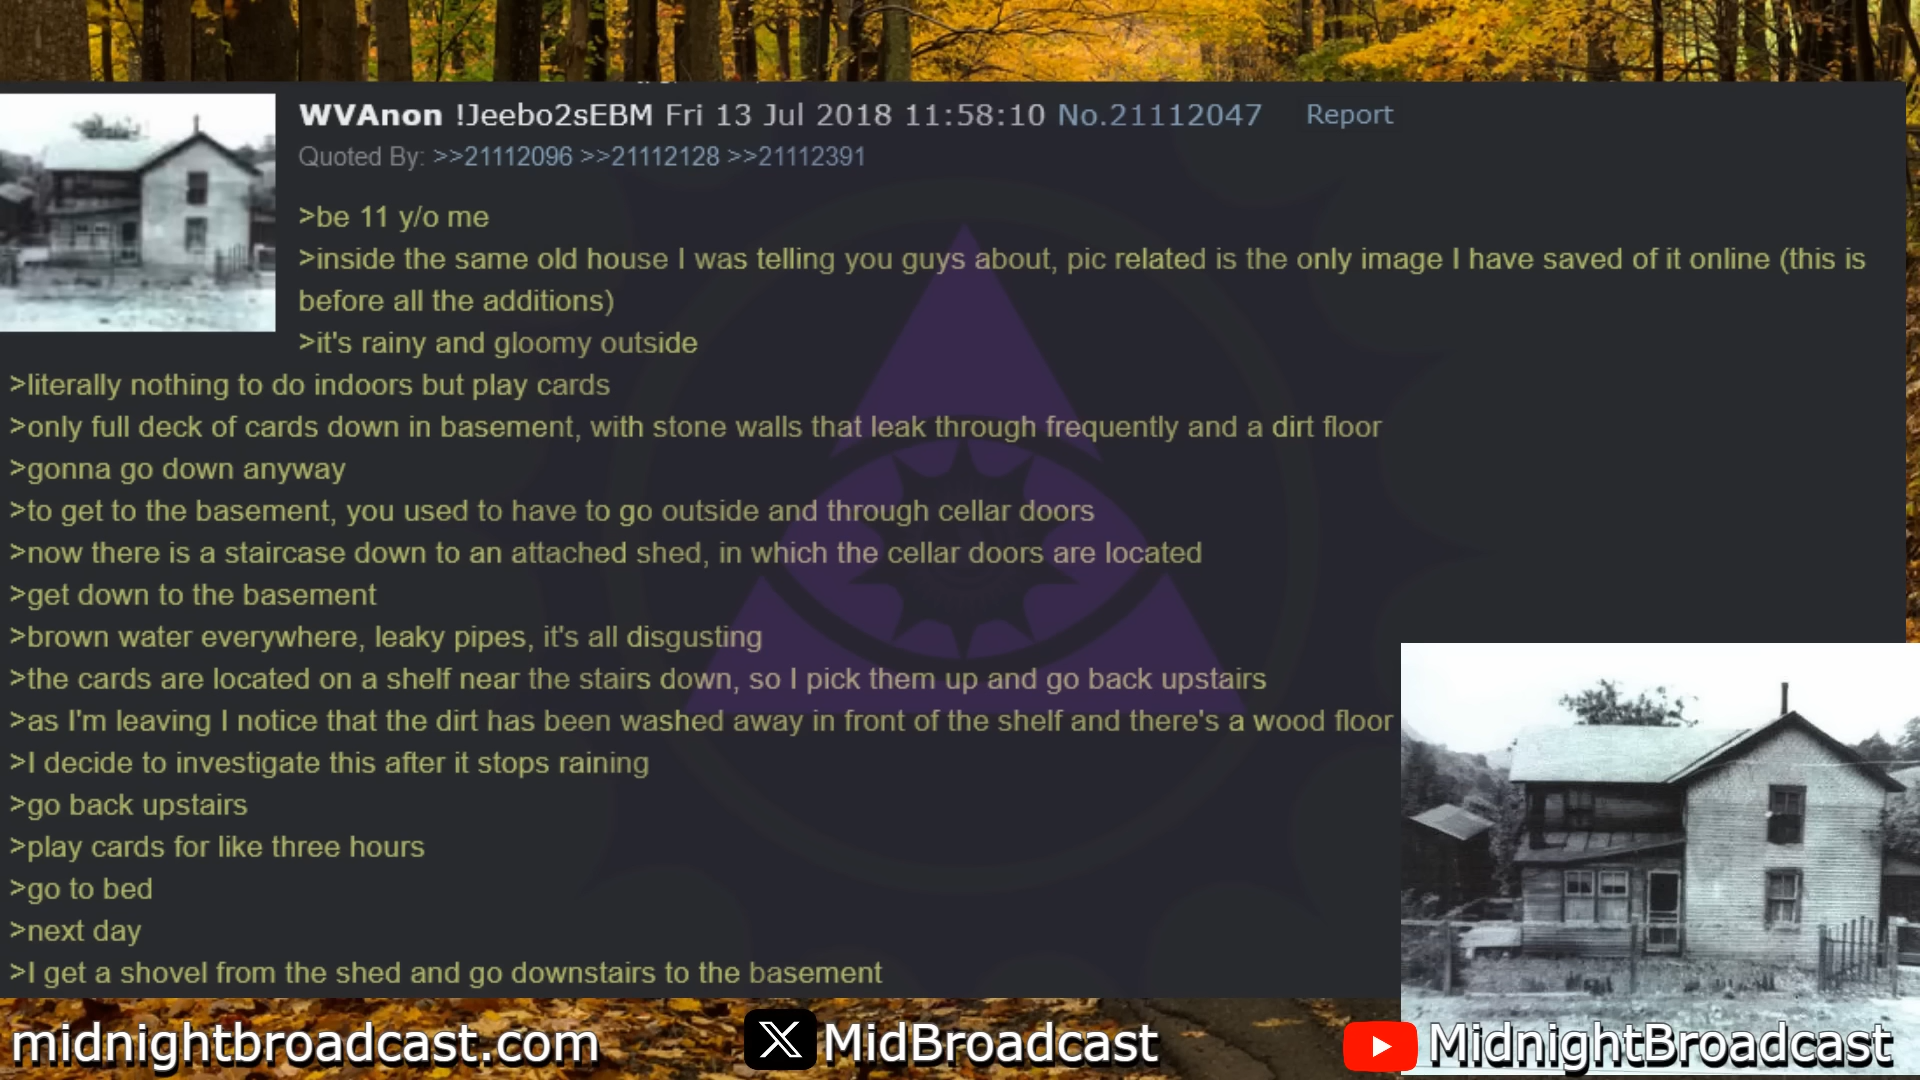 WVAnon !Jeebo2sEBM Fri 13 Jul 2018 11:58:10 No.21112047 Report
Quoted By: >>21112096 >>21112128 >>21112391
>be 11 y/o me
>inside the same old house I was telling you guys about, pic related is the only image I have saved of it online (this is
before all the additions)
>it's rainy and gloomy outside
>literally nothing to do indoors but play cards
>only full deck of cards down in basement, with stone walls that leak through frequently and a dirt floor
>gonna go down anyway
>to get to the basement, you used to have to go outside and through cellar doors
>now there is a staircase down to an attached shed, in which the cellar doors are located
>get down to the basement
>brown water everywhere, leaky pipes, it's all disgusting
>the cards are located on a shelf near the stairs down, so I pick them up and go back upstairs
>as I'm leaving I notice that the dirt has been washed away in front of the shelf and there's a wood floor
>I decide to investigate this after it stops raining
>go back upstairs
>play cards for like three hours
>go to bed
>next day
>I get a shovel from the shed and go downstairs to the basement
midnightbroadcast.com
MidBroadcast
MidnightBroadcast